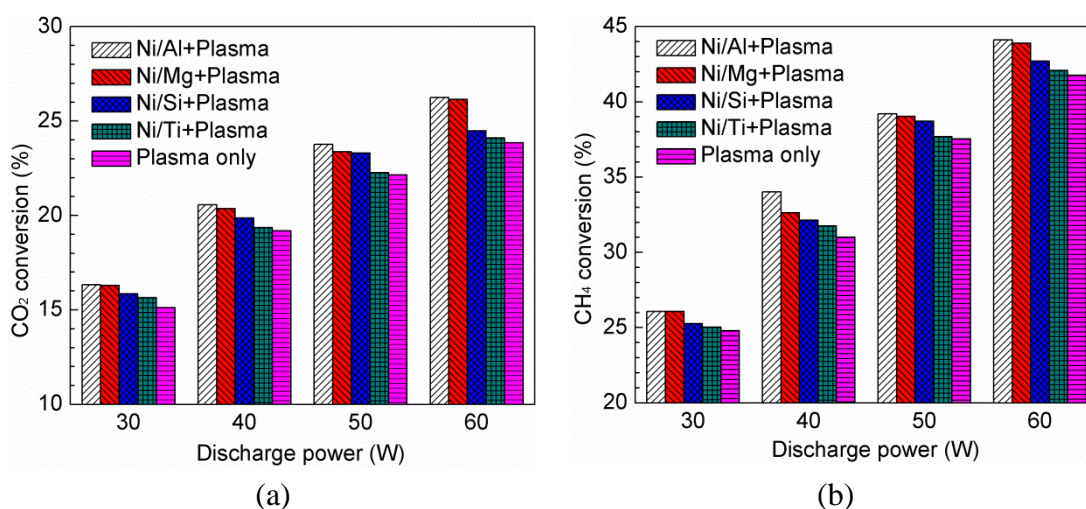 30
25
20
15
10
CO₂ conversion (%)
Ni/Al+Plasma
Ni/Mg+Plasma
Ni/Si+Plasma
Ni/Ti+Plasma
Plasma only
30 40 50 60
Discharge power (W)
(a)
45
40
35
30
25
20
CH₄ conversion (%)
Ni/Al+Plasma
Ni/Mg+Plasma
Ni/Si+Plasma
Ni/Ti+Plasma
Plasma only
30 40 50 60
Discharge power (W)
(b)